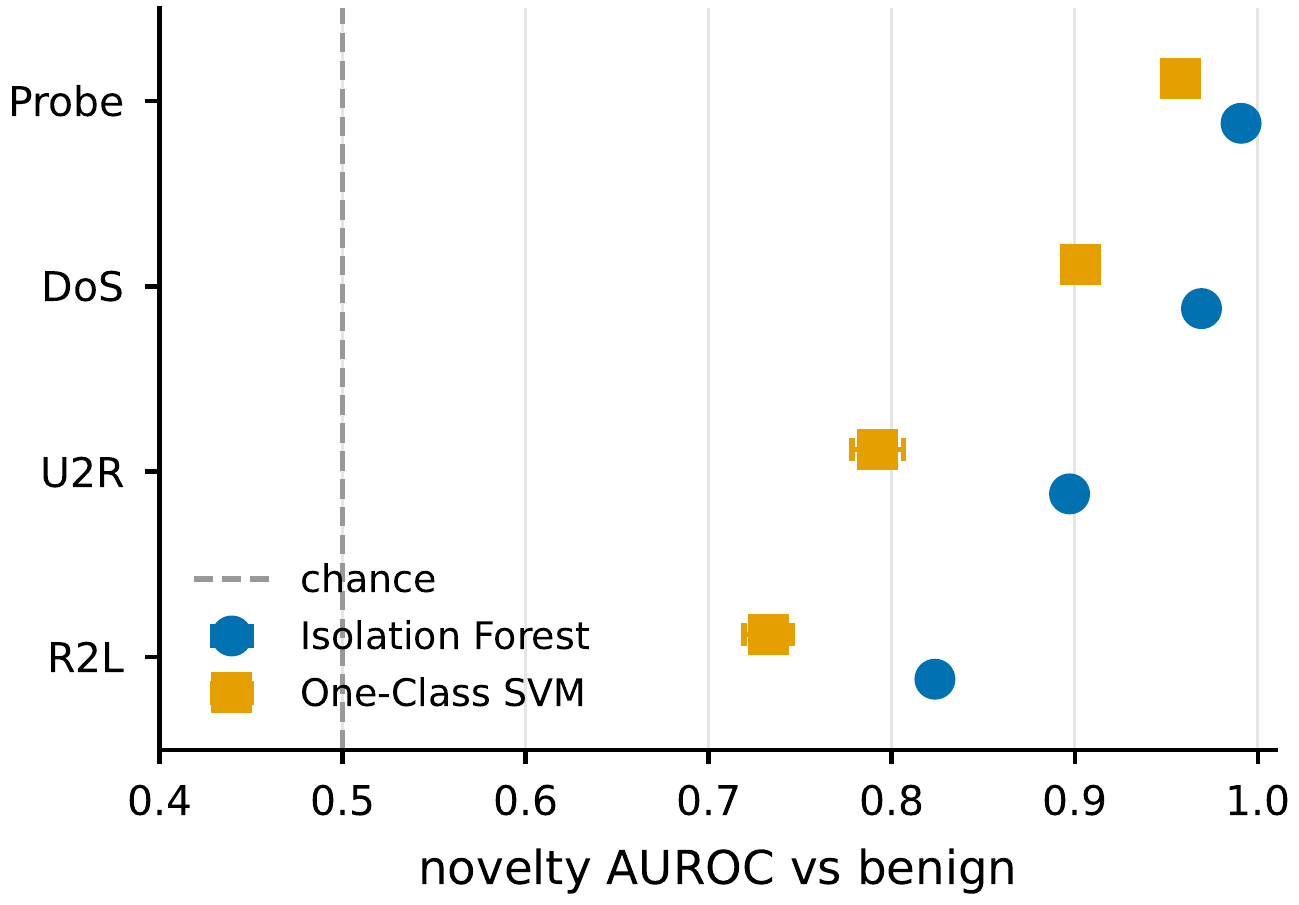 Probe
DoS
U2R
R2L
chance
Isolation Forest
One-Class SVM
0.4 0.5 0.6 0.7 0.8 0.9 1.0
novelty AUROC vs benign